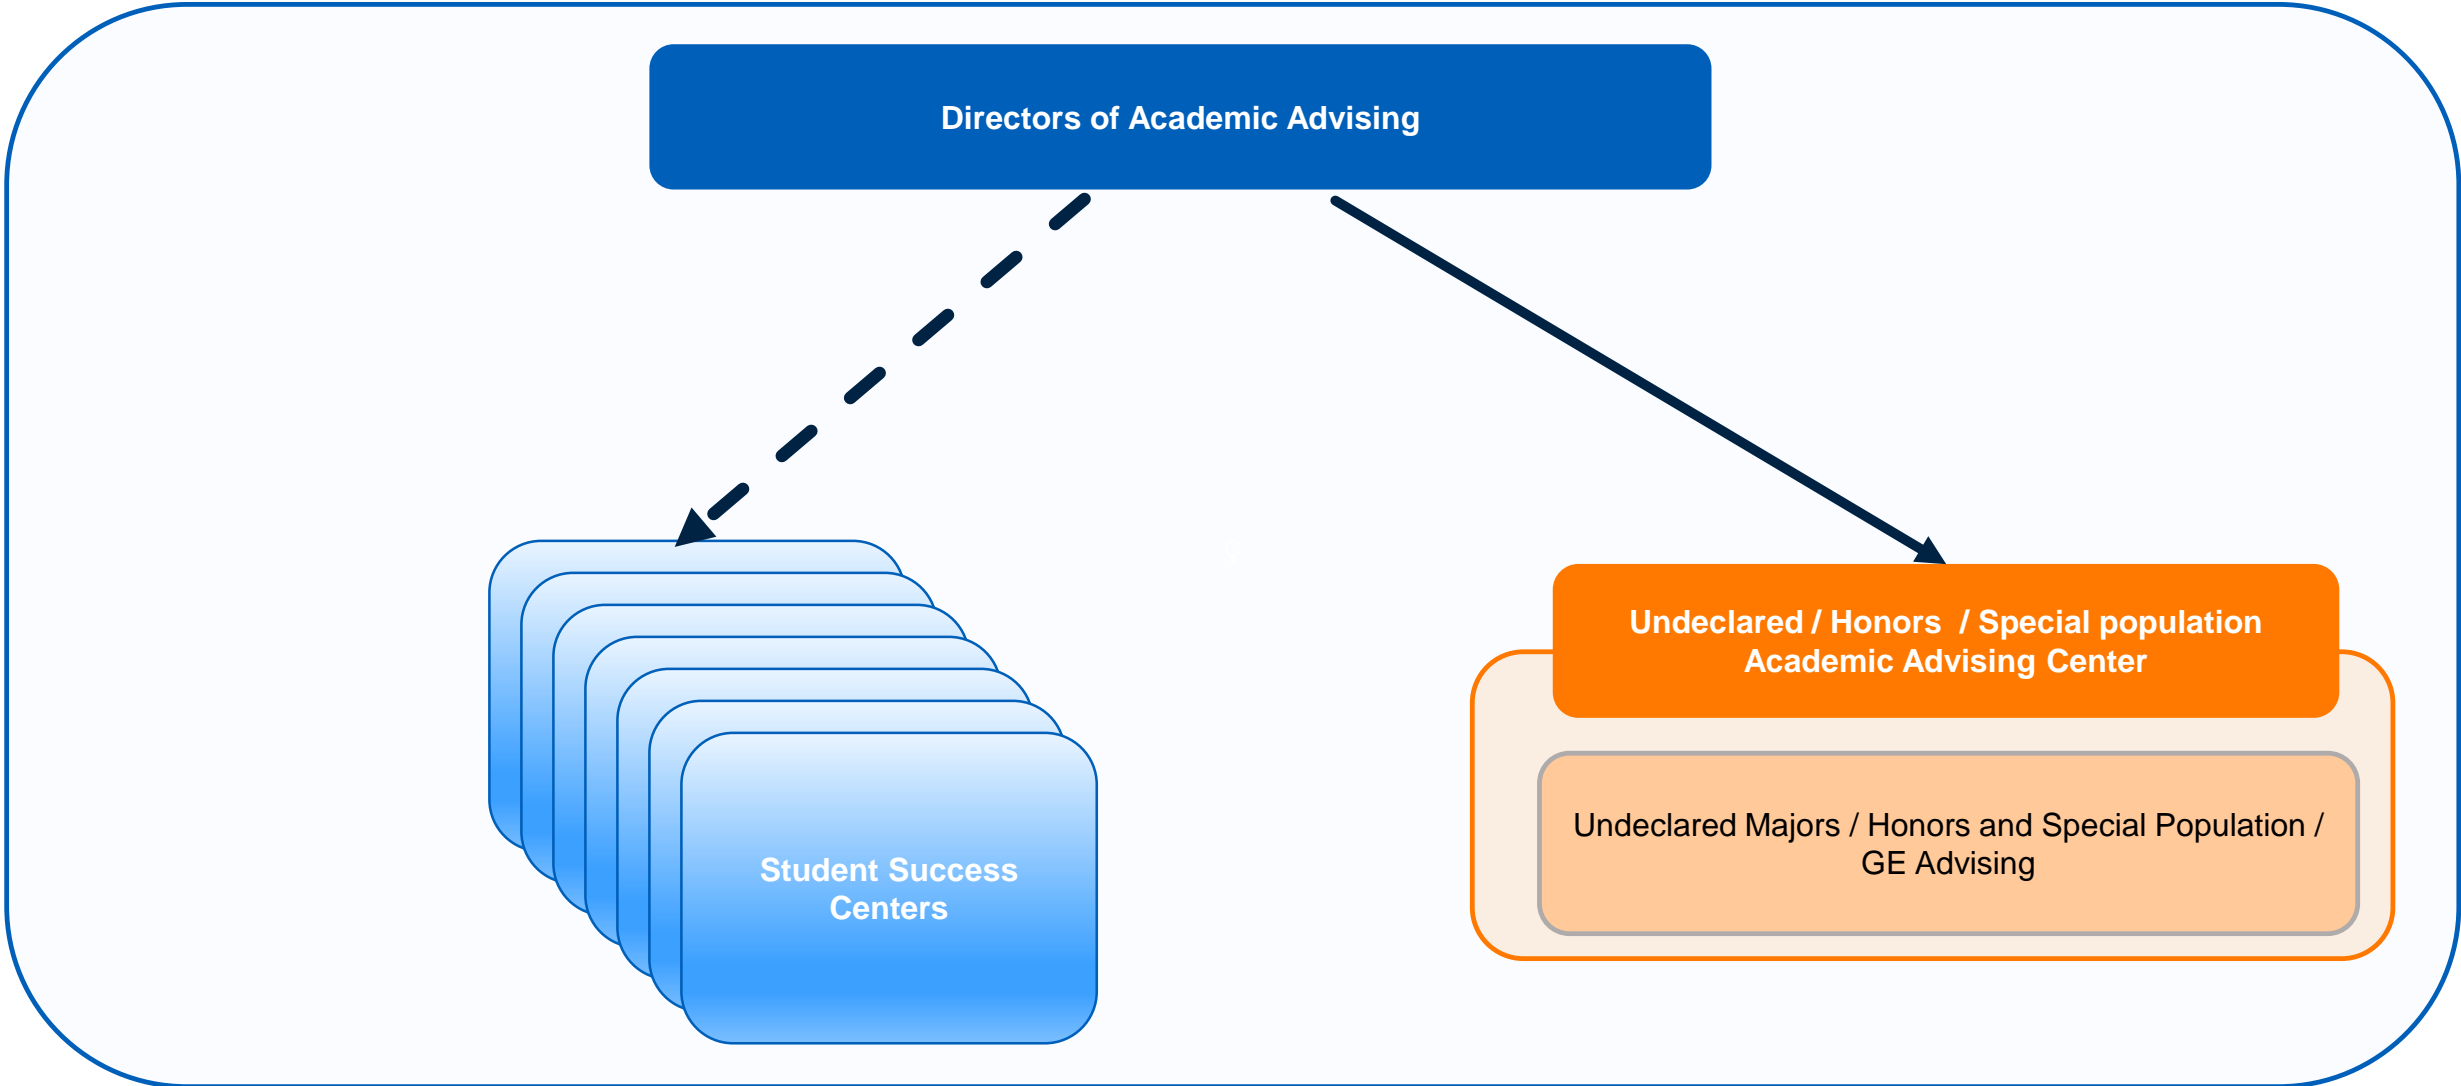 Directors of Academic Advising
Undeclared / Honors / Special population
Academic Advising Center
Undeclared Majors / Honors and Special Population /
GE Advising
Student Success
Centers